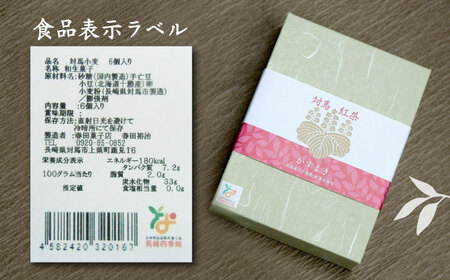 食品表示ラベル
品名 対馬小麦 6個入り
名称 和生菓子
原材料名:砂糖(国内製造)手亡豆
小豆(北海道十勝産)卵
小麦粉(長崎県対馬市製造)
/膨張剤
内容量:6個入り
賞味期限:
保存方法:直射日光を避けて
冷暗所にて保存
製造者:春田菓子店 春田裕治
TEL 0920-85-0852
長崎県対馬市上県町鹿見16
栄養成分表示 エネルギー180kcal
タンパク質 7.2g
100グラム当たり 脂質 2.0g
炭水化物 33g
推定値 食塩相当量 0.0g
4582420320167
長崎四季畑
対馬 紅茶
かすまき